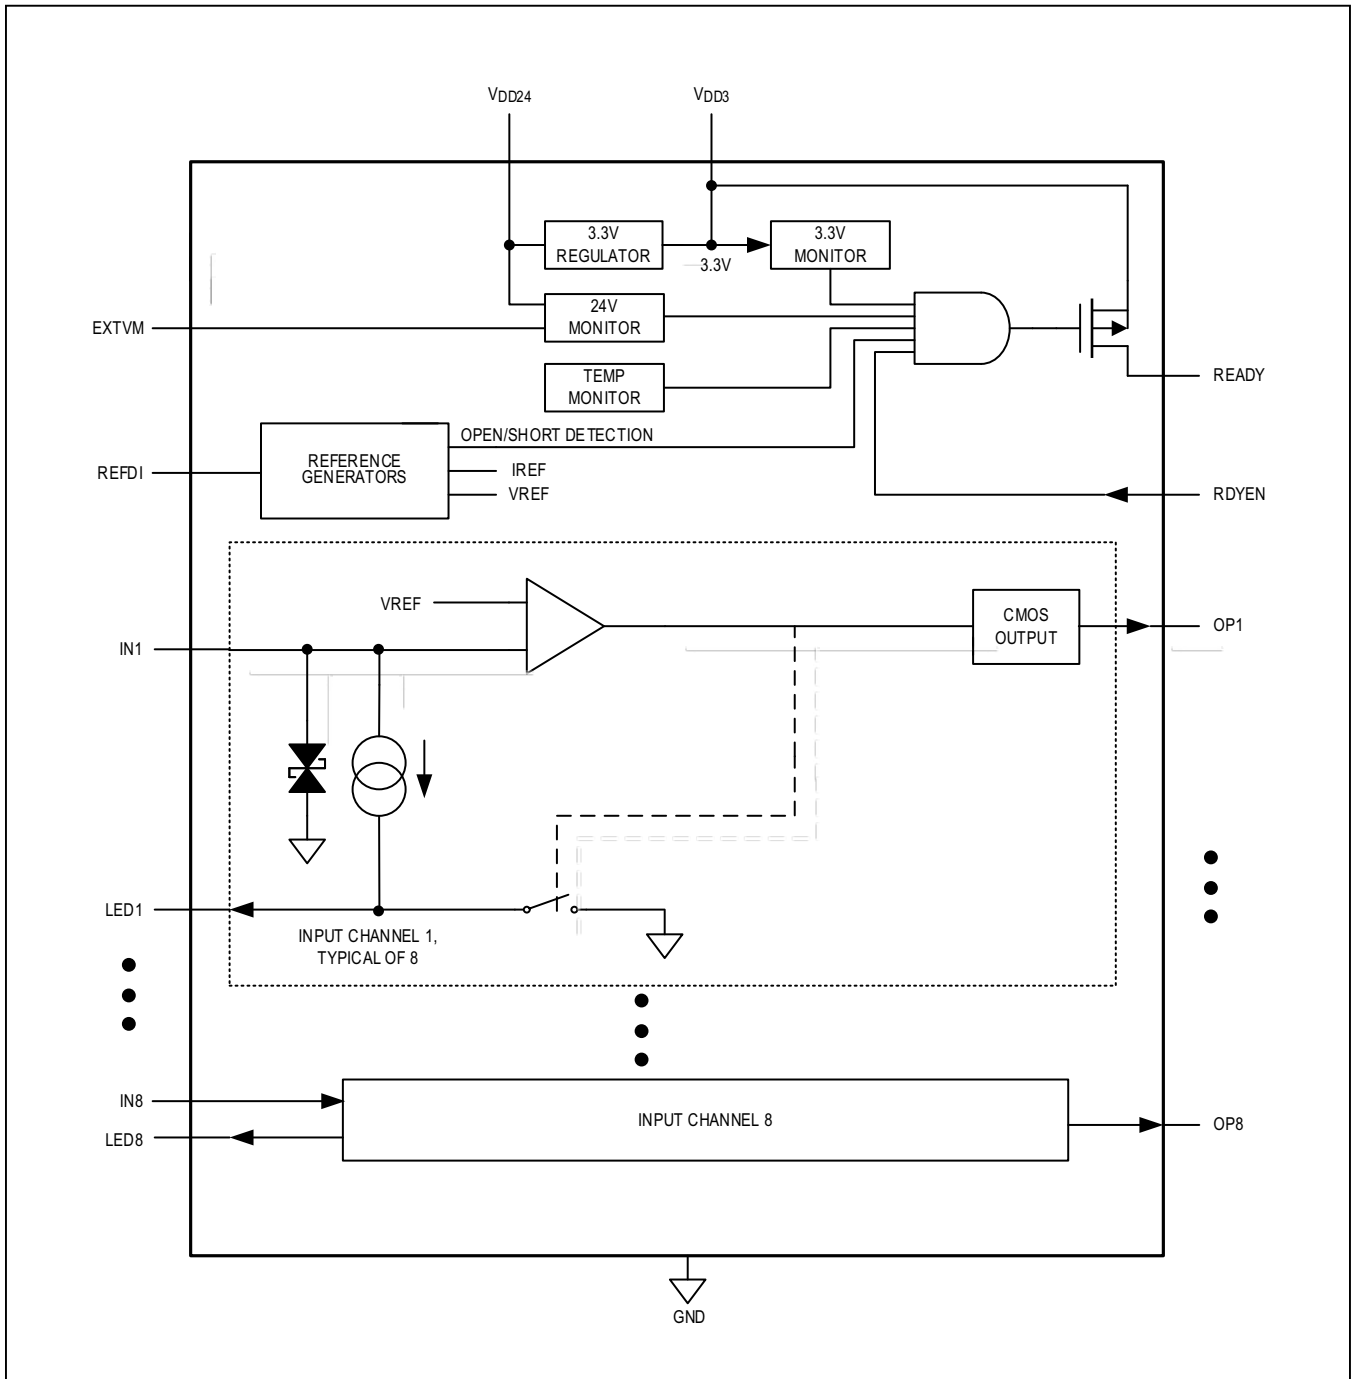 VDD24
VDD3
3.3V
REGULATOR
3.3V
3.3V
MONITOR
24V
MONITOR
EXTVM
TEMP
MONITOR
READY
OPEN/SHORT DETECTION
REFDI
REFERENCE
GENERATORS
IREF
VREF
RDYEN
VREF
CMOS
OUTPUT
OP1
IN1
LED1
INPUT CHANNEL 1,
TYPICAL OF 8
IN8
INPUT CHANNEL 8
OP8
LED8
GND